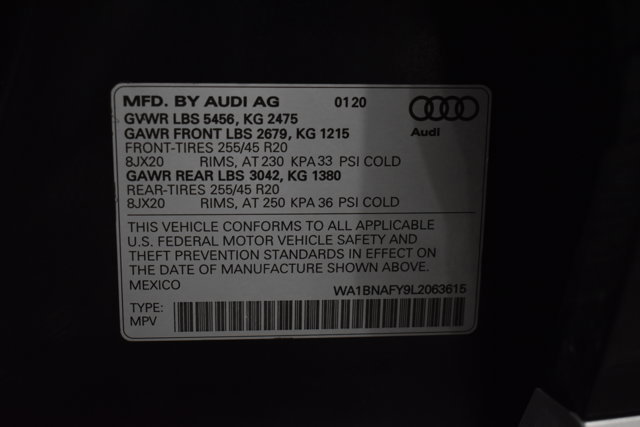 MFD. BY AUDI AG 0120
GVWR LBS 5456, KG 2475
GAWR FRONT LBS 2679, KG 1215 Audi
FRONT-TIRES 255/45 R20
8JX20 RIMS, AT 230 KPA 33 PSI COLD
GAWR REAR LBS 3042, KG 1380
REAR-TIRES 255/45 R20
8JX20 RIMS, AT 250 KPA 36 PSI COLD
THIS VEHICLE CONFORMS TO ALL APPLICABLE
U.S. FEDERAL MOTOR VEHICLE SAFETY AND
THEFT PREVENTION STANDARDS IN EFFECT ON
THE DATE OF MANUFACTURE SHOWN ABOVE.
MEXICO WA1BNAFY9L2063615
TYPE:
MPV